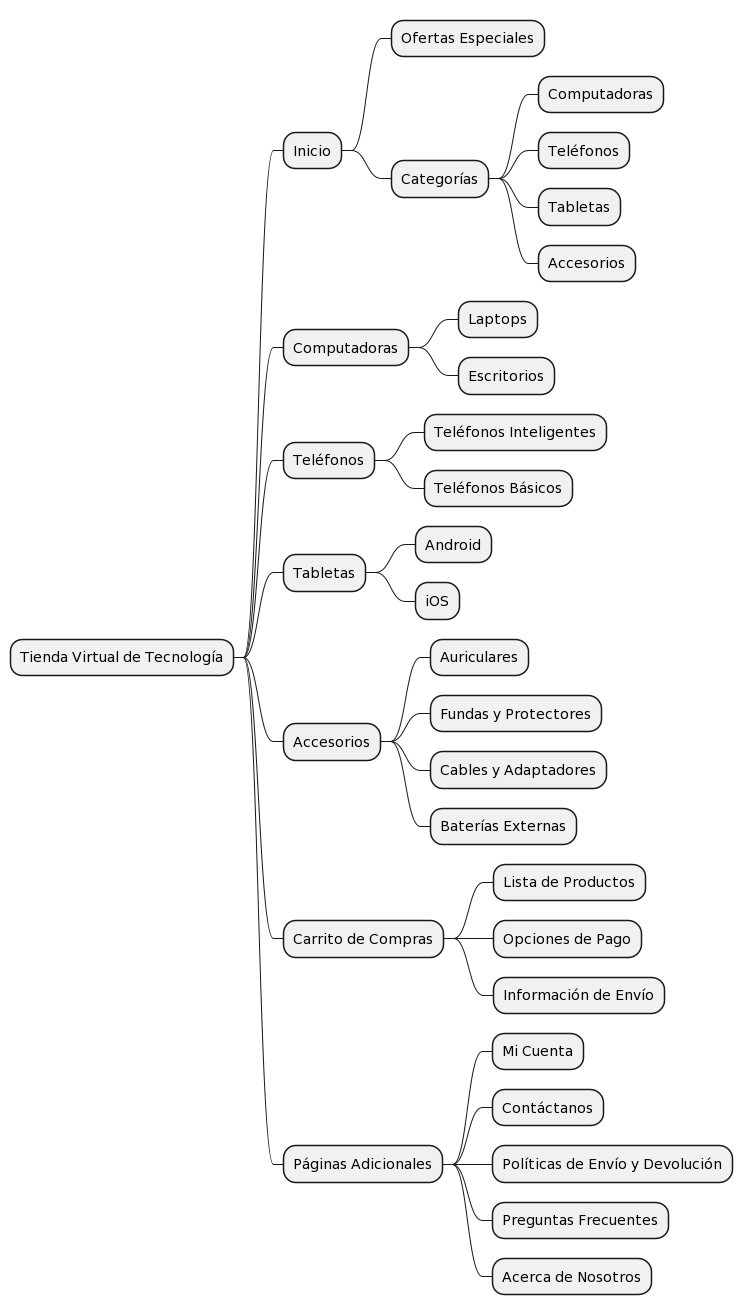 Tienda Virtual de Tecnología
Inicio
Ofertas Especiales
Categorías
Computadoras
Teléfonos
Tabletas
Accesorios
Computadoras
Laptops
Escritorios
Teléfonos
Teléfonos Inteligentes
Teléfonos Básicos
Tabletas
Android
iOS
Accesorios
Auriculares
Fundas y Protectores
Cables y Adaptadores
Baterías Externas
Carrito de Compras
Lista de Productos
Opciones de Pago
Información de Envío
Páginas Adicionales
Mi Cuenta
Contáctanos
Políticas de Envío y Devolución
Preguntas Frecuentes
Acerca de Nosotros